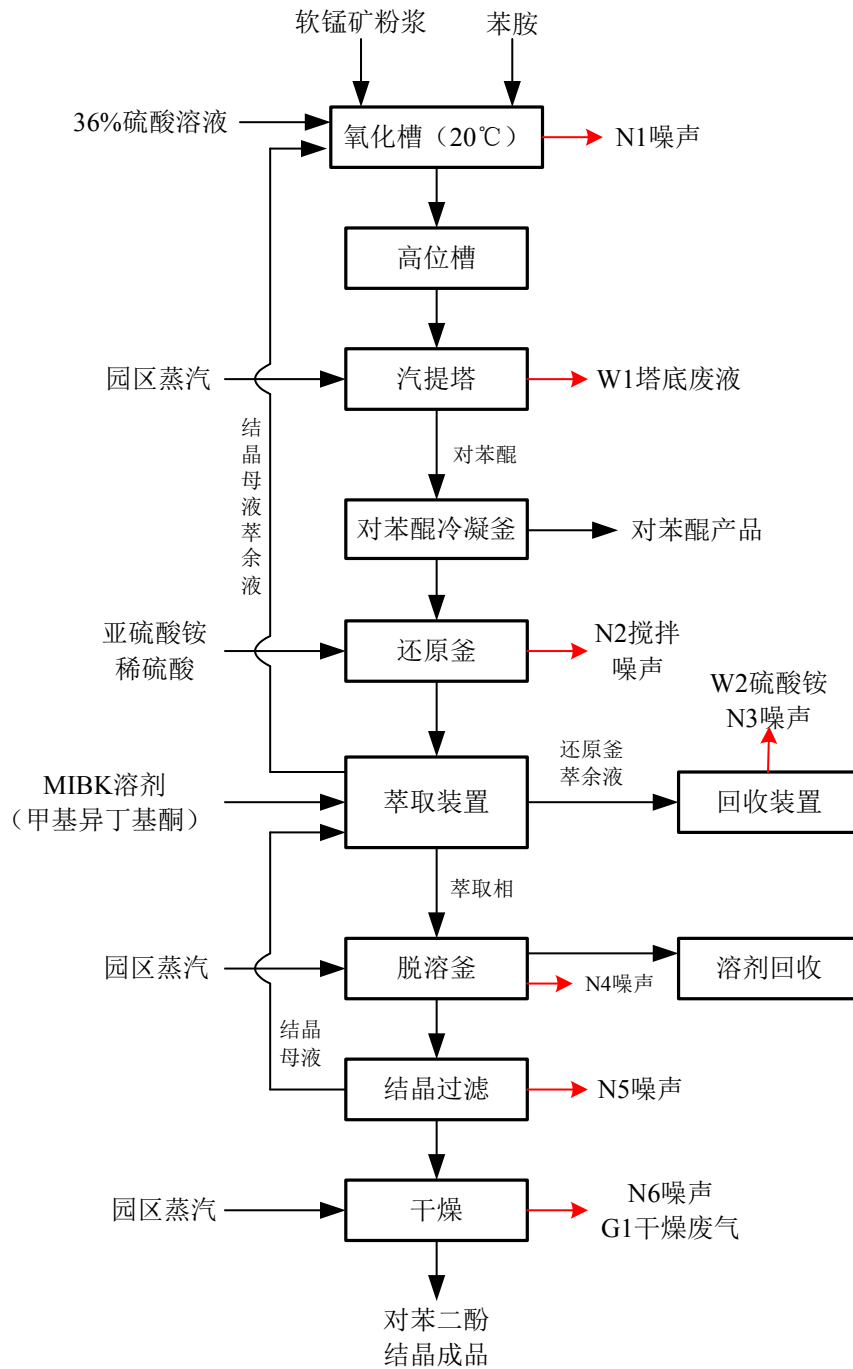 软锰矿粉浆
苯胺
36%硫酸溶液
氧化槽（20℃）
N1噪声
高位槽
园区蒸汽
汽提塔
W1塔底废液
结
晶
母
液
萃
余
液
对苯醌
对苯醌冷凝釜
对苯醌产品
亚硫酸铵
稀硫酸
还原釜
N2搅拌
噪声
W2硫酸铵
N3噪声
MIBK溶剂
（甲基异丁基酮）
萃取装置
还原釜
萃余液
回收装置
萃取相
园区蒸汽
脱溶釜
N4噪声
溶剂回收
结晶
母液
结晶过滤
N5噪声
园区蒸汽
干燥
N6噪声
G1干燥废气
对苯二酚
结晶成品